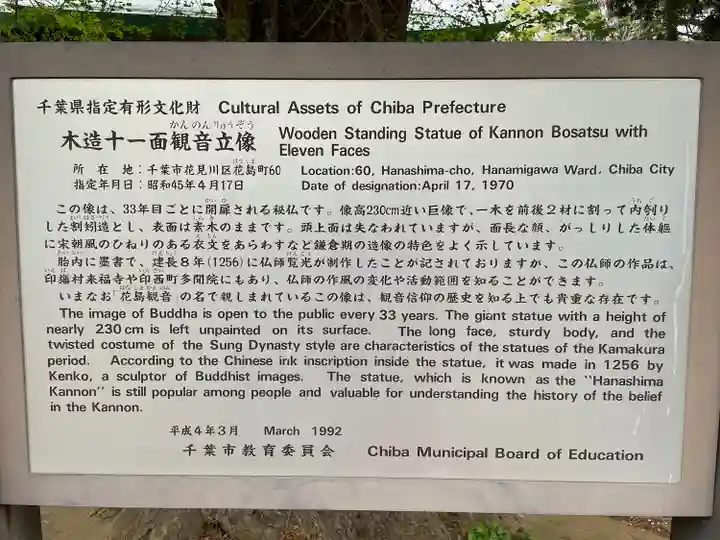 千葉県指定有形文化財 Cultural Assets of Chiba Prefecture
かんのんりゅうぞう
木造十一面観音立像 Wooden Standing Statue of Kannon Bosatsu with Eleven Faces
はなしま
所在地:千葉市花見川区花島町60 Location:60, Hanashima-cho, Hanamigawa Ward, Chiba City
指定年月日:昭和45年4月17日 Date of designation:April 17, 1970
この像は、33年目ごとに開扉される秘仏です。像高230cm近い巨像で、一木を前後2材に割って内刳り
した割矧造とし、表面は素木のままです。頭上面は失なわれていますが、面長な顔、がっしりした体軀
に宋朝風のひねりのある衣文をあらわすなど鎌倉期の造像の特色をよく示しています。
胎内に墨書で、建長8年(1256)に仏師賢光が制作したことが記されておりますが、この仏師の作品は、
印旛村来福寺や印西町多聞院にもあり、仏師の作風の変化や活動範囲を知ることができます。
いまなお「花島観音」の名で親しまれているこの像は、観音信仰の歴史を知る上でも貴重な存在です。
The image of Buddha is open to the public every 33 years. The giant statue with a height of
nearly 230cm is left unpainted on its surface. The long face, sturdy body, and the
twisted costume of the Sung Dynasty style are characteristics of the statues of the Kamakura
period. According to the Chinese ink inscription inside the statue, it was made in 1256 by
Kenko, a sculptor of Buddhist images. The statue, which is known as the "Hanashima
Kannon" is still popular among people and valuable for understanding the history of the belief
in the Kannon.
平成4年3月 March 1992
千葉市教育委員会 Chiba Municipal Board of Education